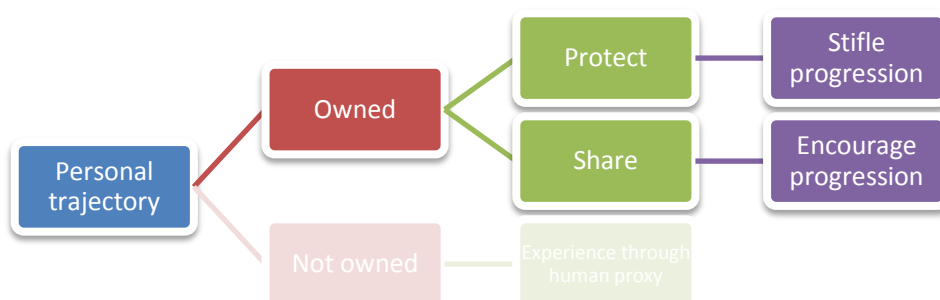 Personal
trajectory
Owned
Protect
Stifle
progression
Share
Encourage
progression
Not owned
Experience through
human proxy